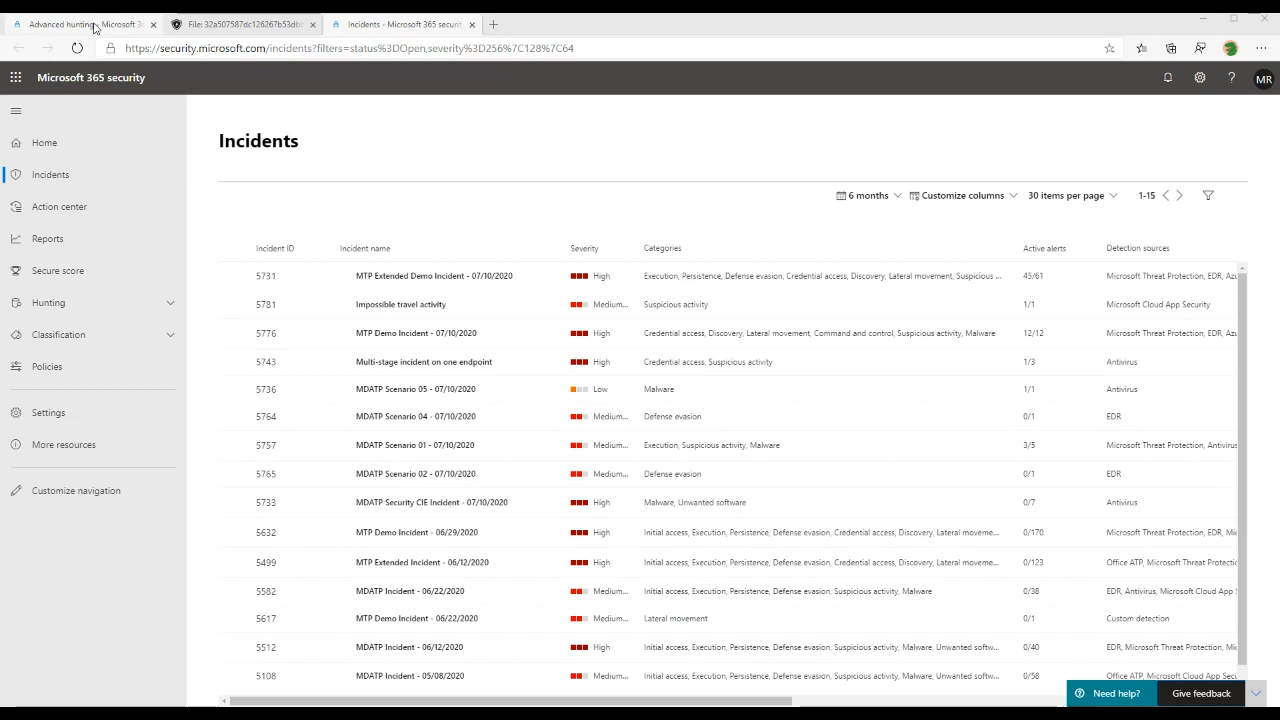 Advanced hunting - Microsoft 36
File: 32a507587dc126267b53db
Incidents - Microsoft 365 security
https://security.microsoft.com/incidents?filters=status%3DOpen,severity%3D256%7C128%7C64
Microsoft 365 security
MR
Home
Incidents
Action center
Reports
Secure score
Hunting
Classification
Policies
Settings
More resources
Customize navigation
Incidents
6 months Customize columns 30 items per page 1-15
Incident ID Incident name Severity Categories Active alerts Detection sources
5731 MTP Extended Demo Incident - 07/10/2020 High Execution, Persistence, Defense evasion, Credential access, Discovery, Lateral movement, Suspicious ... 45/61 Microsoft Threat Protection, EDR, Az
5781 Impossible travel activity Medium... Suspicious activity 1/1 Microsoft Cloud App Security
5776 MTP Demo Incident - 07/10/2020 High Credential access, Discovery, Lateral movement, Command and control, Suspicious activity, Malware 12/12 Microsoft Threat Protection, EDR, Az
5743 Multi-stage incident on one endpoint High Credential access, Suspicious activity 1/3 Antivirus
5736 MDATP Scenario 05 - 07/10/2020 Low Malware 1/1 Antivirus
5764 MDATP Scenario 04 - 07/10/2020 Medium... Defense evasion 0/1 EDR
5757 MDATP Scenario 01 - 07/10/2020 Medium... Execution, Suspicious activity, Malware 3/5 Microsoft Threat Protection, Antivirus
5765 MDATP Scenario 02 - 07/10/2020 Medium... Defense evasion 0/1 EDR
5733 MDATP Security CIE Incident - 07/10/2020 High Malware, Unwanted software 0/7 Antivirus
5632 MTP Demo Incident - 06/29/2020 High Initial access, Execution, Persistence, Defense evasion, Credential access, Discovery, Lateral moveme... 0/170 Microsoft Threat Protection, EDR, Mi
5499 MTP Extended Incident - 06/12/2020 High Initial access, Execution, Persistence, Defense evasion, Credential access, Discovery, Lateral moveme... 0/123 Office ATP, Microsoft Threat Protectic
5582 MDATP Incident - 06/22/2020 Medium... Initial access, Execution, Persistence, Defense evasion, Suspicious activity, Malware 0/38 EDR, Antivirus, Microsoft Cloud App S
5617 MTP Demo Incident - 06/22/2020 Medium... Lateral movement 0/1 Custom detection
5512 MDATP Incident - 06/12/2020 High Initial access, Execution, Persistence, Defense evasion, Suspicious activity, Malware, Unwanted softw... 0/40 EDR, Microsoft Threat Protection, Mi
5108 MDATP Incident - 05/08/2020 Medium... Initial access, Execution, Persistence, Defense evasion, Suspicious activity, Malware, Unwanted softw... 0/58 Office ATP, Microsoft Cloud App Sec
Need help? Give feedback